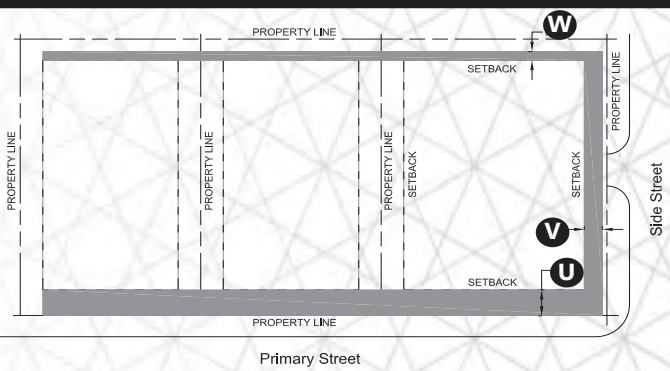 PROPERTY LINE
W
SETBACK
PROPERTY LINE
PROPERTY LINE
PROPERTY LINE
PROPERTY LINE
SETBACK
SETBACK
Side Street
V
U
SETBACK
PROPERTY LINE
Primary Street